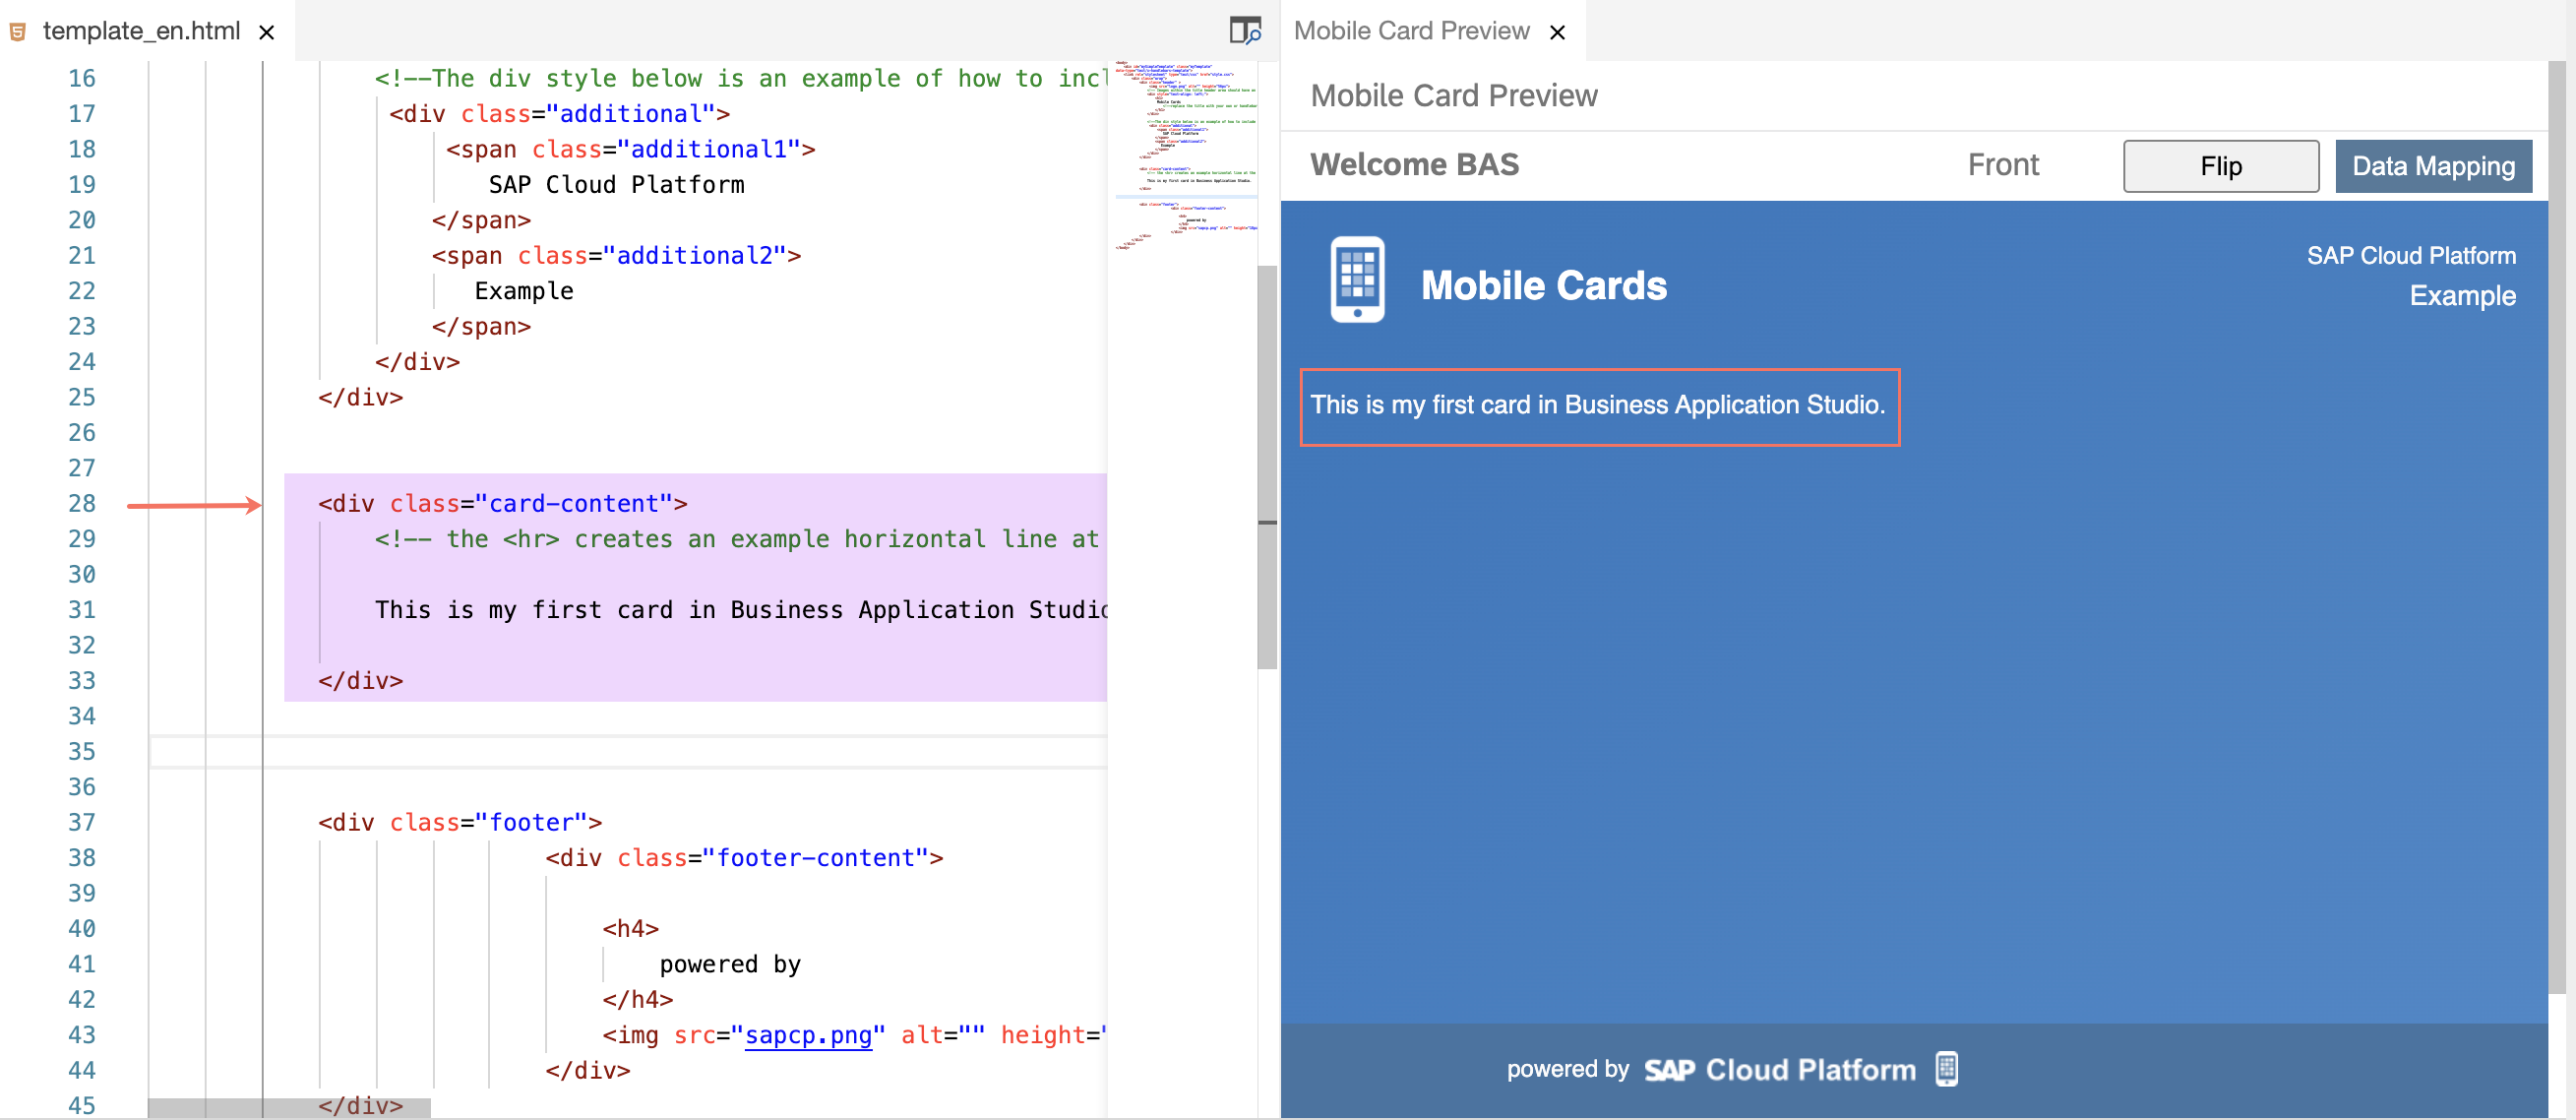 template_en.html ×
16 <!--The div style below is an example of how to incl
17 <div class="additional">
18 <span class="additional1">
19 SAP Cloud Platform
20 </span>
21 <span class="additional2">
22 Example
23 </span>
24 </div>
25 </div>
26
27
28 <div class="card-content">
29 <!-- the <hr> creates an example horizontal line at
30
31 This is my first card in Business Application Studio
32
33 </div>
34
35
36
37 <div class="footer">
38 <div class="footer-content">
39
40 <h4>
41 powered by
42 </h4>
43 <img src="sapcp.png" alt="" height="
44 </div>
45 </div>
Mobile Card Preview ×
Mobile Card Preview
Welcome BAS Front Flip Data Mapping
Mobile Cards
SAP Cloud Platform
Example
This is my first card in Business Application Studio.
powered by SAP Cloud Platform